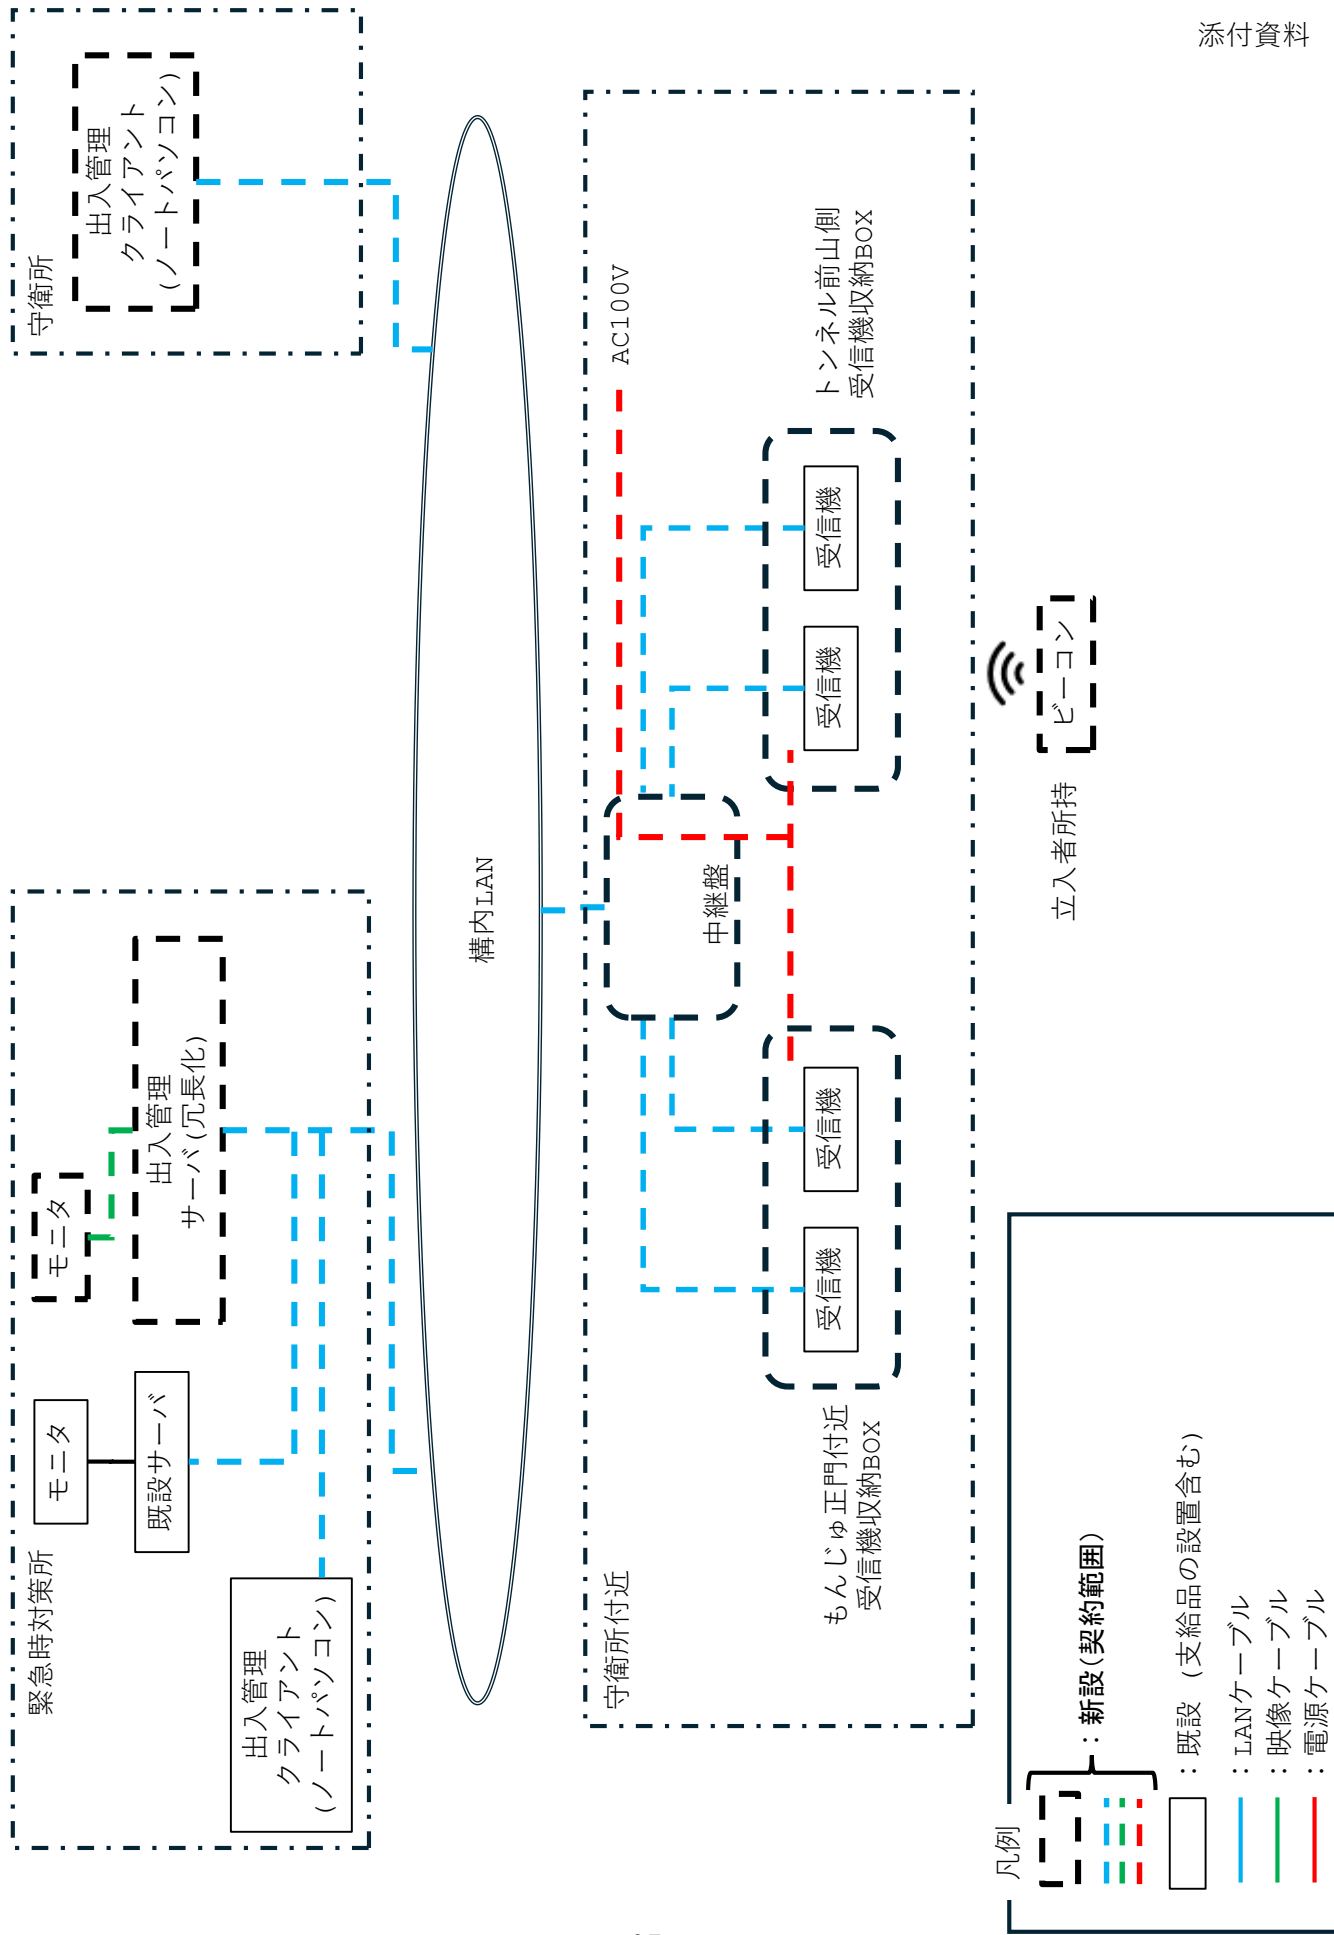 添付資料
緊急時対策所
モニタ
モニタ
既設サーバ
出入管理
サーバ(冗長化)
出入管理
クライアント
(ノートパソコン)
守衛所
出入管理
クライアント
(ノートパソコン)
構内LAN
守衛所付近
AC100V
中継盤
もんじゅ正門付近
受信機収納BOX
受信機
受信機
受信機
受信機
トンネル前山側
受信機収納BOX
立入者所持
ビーコン
凡例
：新設(契約範囲)
：既設 (支給品の設置含む)
：LANケーブル
：映像ケーブル
：電源ケーブル